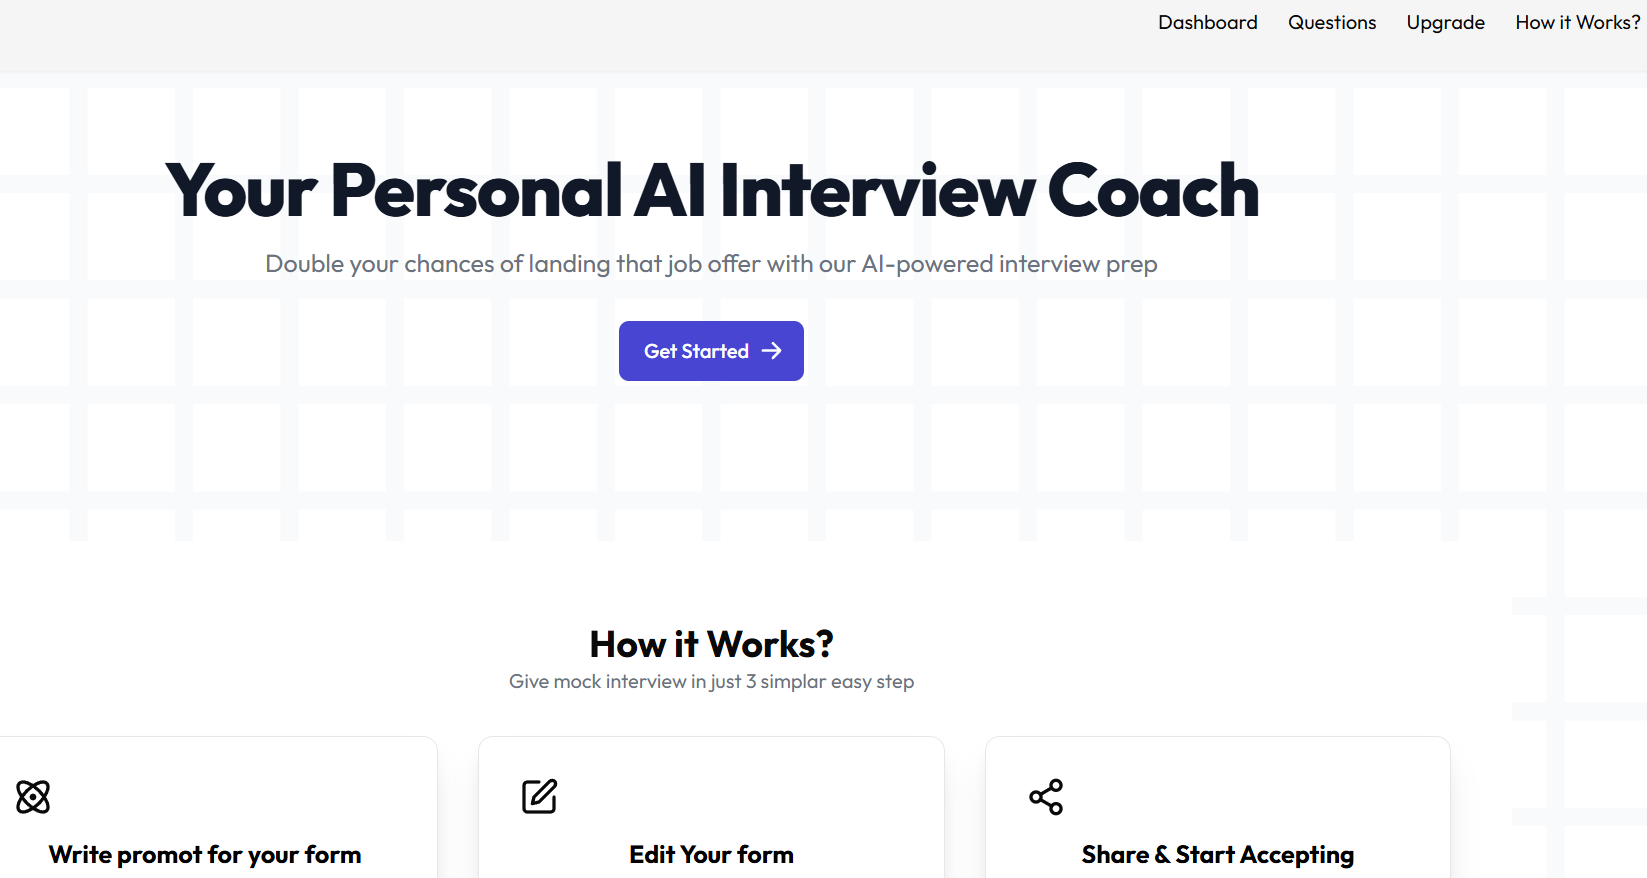 Dashboard Questions Upgrade How it Works?
Your Personal AI Interview Coach
Double your chances of landing that job offer with our AI-powered interview prep
Get Started
How it Works?
Give mock interview in just 3 simplar easy step
Write promot for your form
Edit Your form
Share & Start Accepting